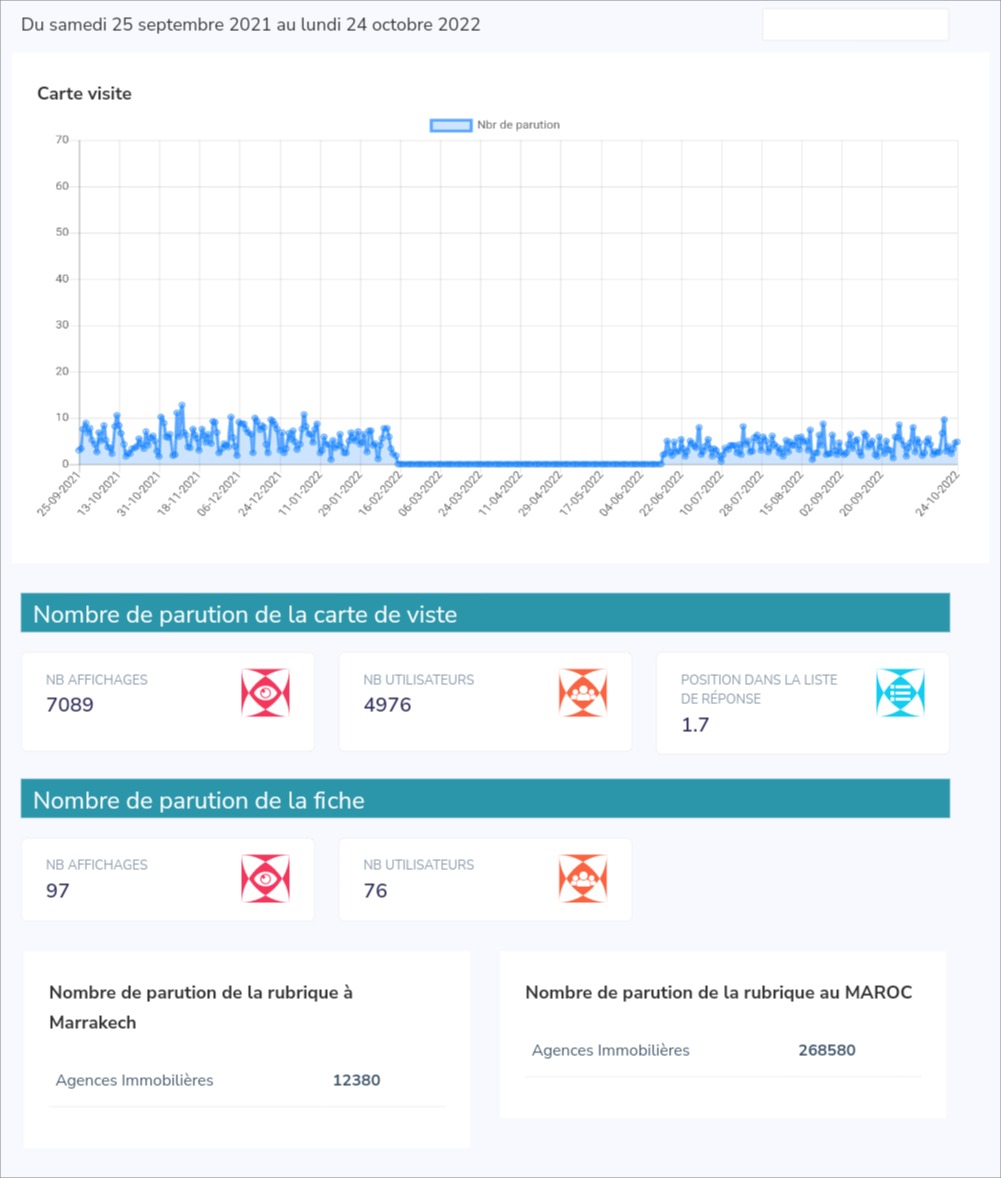 Du samedi 25 septembre 2021 au lundi 24 octobre 2022
Carte visite
Nbr de parution
70
60
50
40
30
20
10
0
25-09-2021
13-10-2021
31-10-2021
18-11-2021
06-12-2021
24-12-2021
11-01-2022
29-01-2022
16-02-2022
06-03-2022
24-03-2022
11-04-2022
29-04-2022
17-05-2022
04-06-2022
22-06-2022
10-07-2022
28-07-2022
15-08-2022
02-09-2022
20-09-2022
24-10-2022
Nombre de parution de la carte de viste
NB AFFICHAGES
7089
NB UTILISATEURS
4976
POSITION DANS LA LISTE
DE RÉPONSE
1.7
Nombre de parution de la fiche
NB AFFICHAGES
97
NB UTILISATEURS
76
Nombre de parution de la rubrique à
Marrakech
Agences Immobilières 12380
Nombre de parution de la rubrique au MAROC
Agences Immobilières 268580